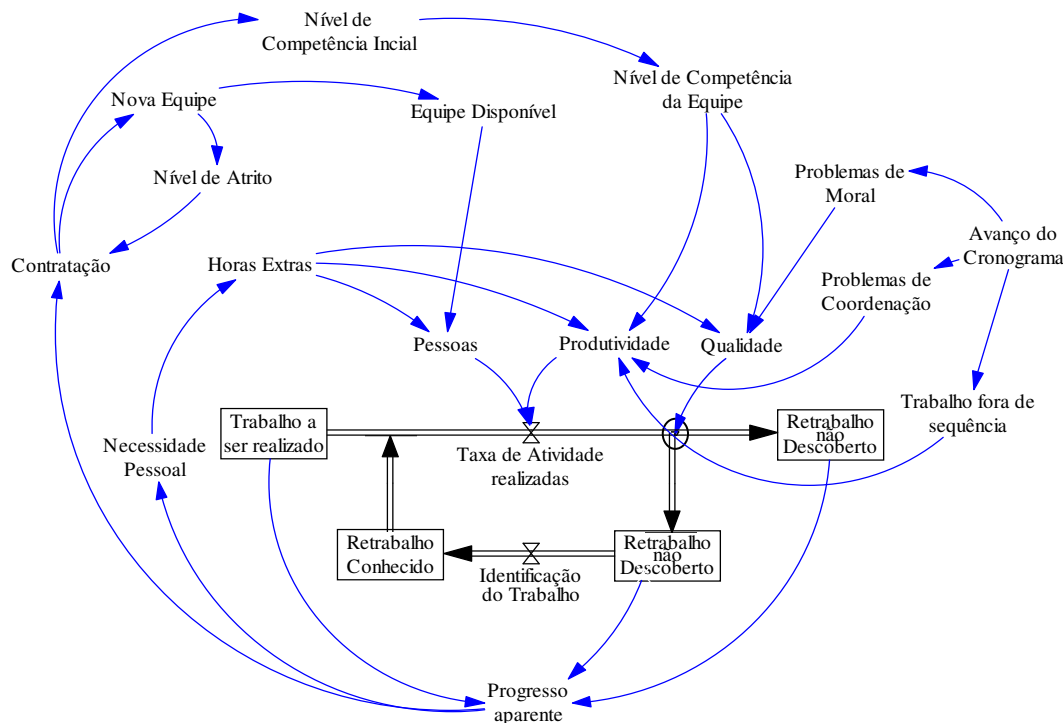 Nível de
Competência Incial
Nível de Competência
da Equipe
Nova Equipe
Equipe Disponível
Nível de Atrito
Problemas de
Moral
Avanço do
Cronograma
Contratação
Horas Extras
Problemas de
Coordenação
Pessoas
Produtividade
Qualidade
Trabalho fora de
sequência
Trabalho a
ser realizado
Necessidade
Pessoal
Taxa de Atividade
realizadas
Retrabalho
não
Descoberto
Retrabalho
Conhecido
Identificação
do Trabalho
Retrabalho
não
Descoberto
Progresso
aparente